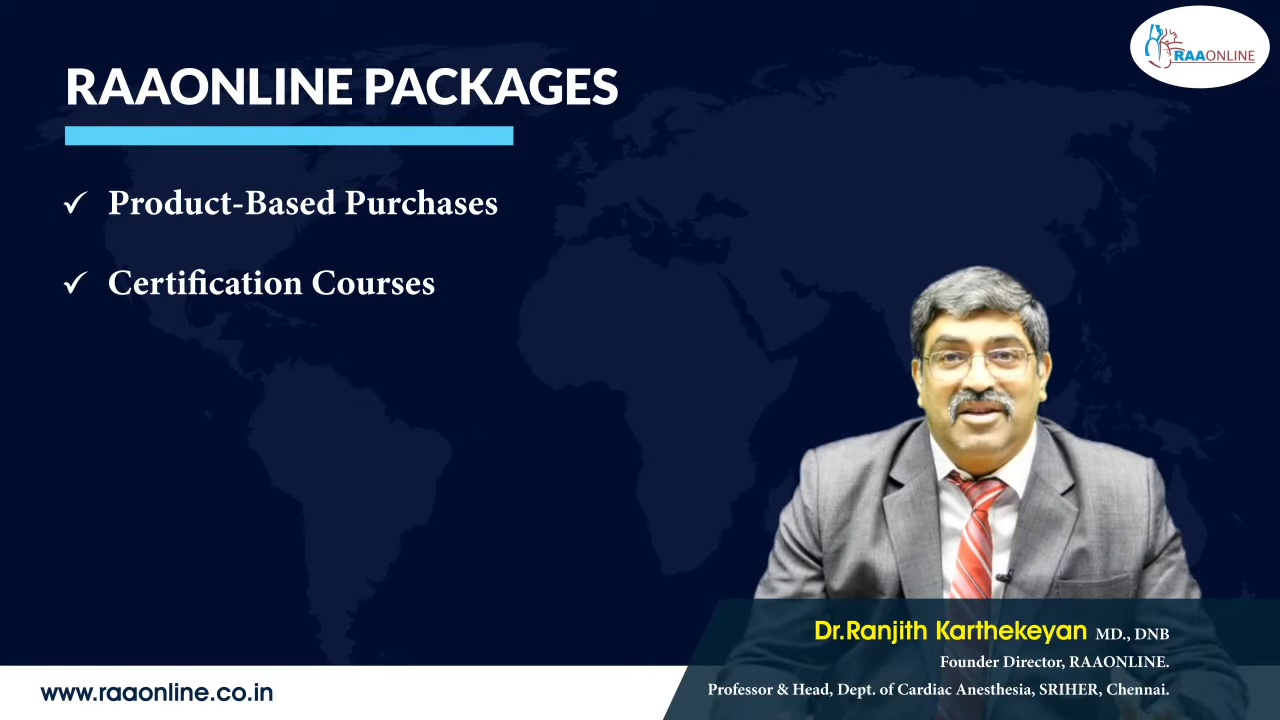 RAAONLINE
RAAONLINE PACKAGES
✓ Product-Based Purchases
✓ Certification Courses
Dr.Ranjith Karthekeyan MD., DNB
Founder Director, RAAONLINE.
Professor & Head, Dept. of Cardiac Anesthesia, SRIHER, Chennai.
www.raaonline.co.in